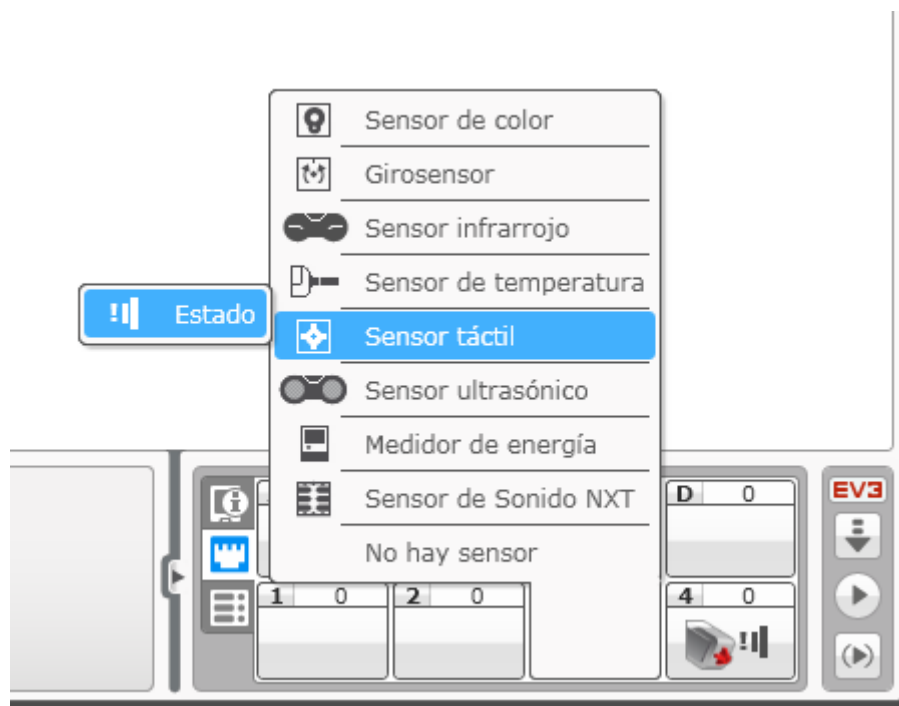 Sensor de color
Girosensor
Sensor infrarrojo
Sensor de temperatura
Estado
Sensor táctil
Sensor ultrasónico
Medidor de energía
Sensor de Sonido NXT
No hay sensor
D 0
EV3
1 0
2 0
4 0